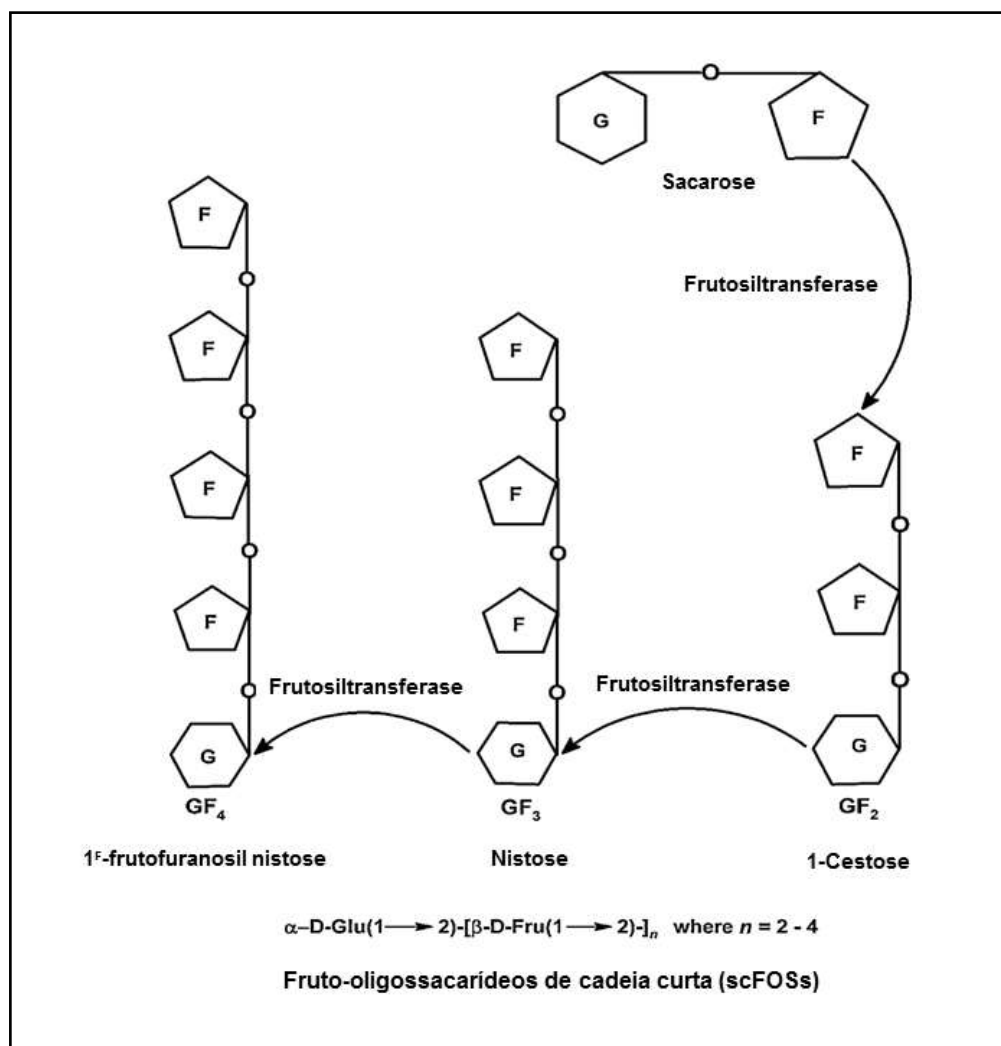 G
F
Sacarose
Frutosiltransferase
F
F
F
F
Frutosiltransferase
G
GF₄
1ᶠ-frutofuranosil nistose
F
F
F
Frutosiltransferase
G
GF₃
Nistose
F
F
G
GF₂
1-Cestose
α–D-Glu(1⟶ 2)-[β-D-Fru(1⟶ 2)-]ₙ where n = 2 - 4
Fruto-oligossacarídeos de cadeia curta (scFOSs)